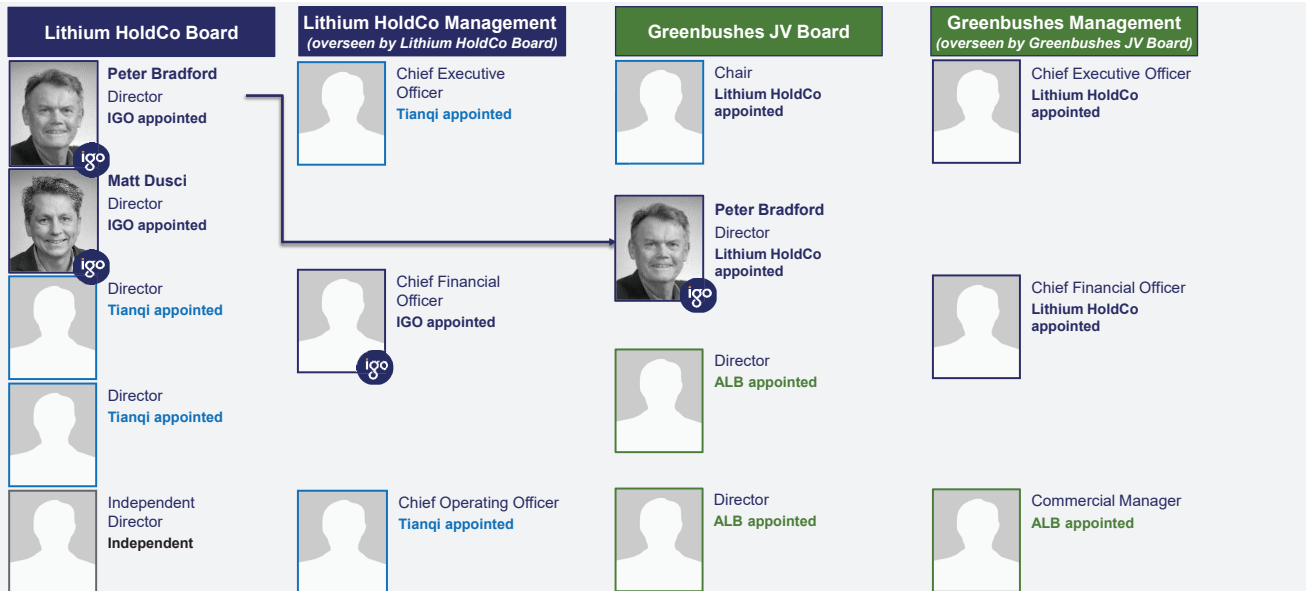 Lithium HoldCo Board
Peter Bradford
Director
IGO appointed
igo
Matt Dusci
Director
IGO appointed
igo
Director
Tianqi appointed
Director
Tianqi appointed
Independent
Director
Independent
Lithium HoldCo Management
(overseen by Lithium HoldCo Board)
Chief Executive
Officer
Tianqi appointed
Chief Financial
Officer
IGO appointed
igo
Chief Operating Officer
Tianqi appointed
Greenbushes JV Board
Chair
Lithium HoldCo
appointed
Peter Bradford
Director
Lithium HoldCo
appointed
igo
Director
ALB appointed
Director
ALB appointed
Greenbushes Management
(overseen by Greenbushes JV Board)
Chief Executive Officer
Lithium HoldCo
appointed
Chief Financial Officer
Lithium HoldCo
appointed
Commercial Manager
ALB appointed